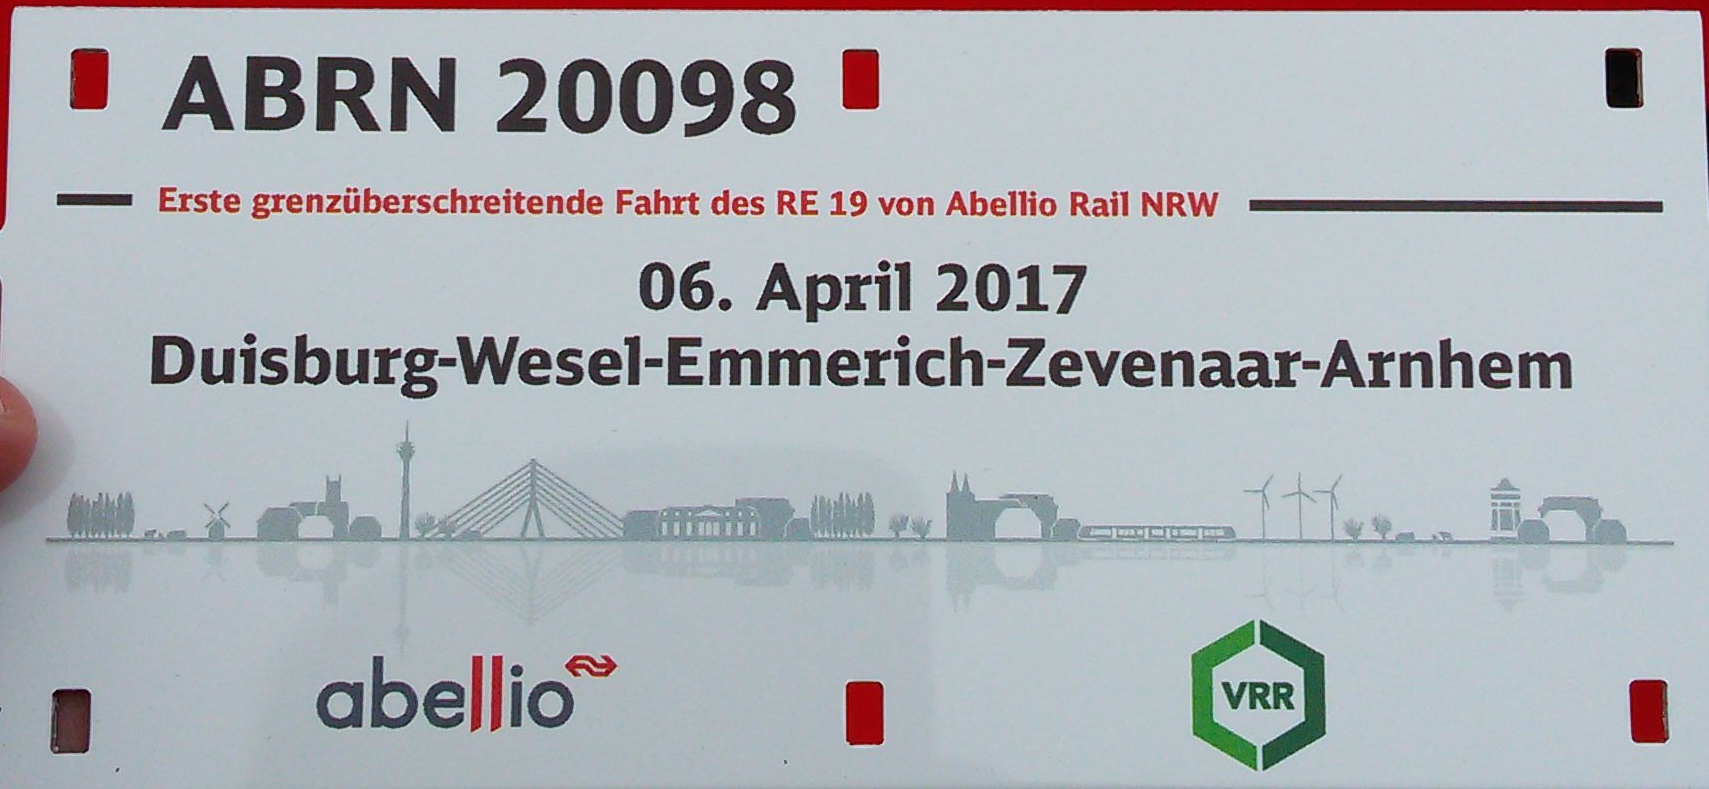 ABRN 20098
Erste grenzüberschreitende Fahrt des RE 19 von Abellio Rail NRW
06. April 2017
Duisburg-Wesel-Emmerich-Zevenaar-Arnhem
abellio
VRR